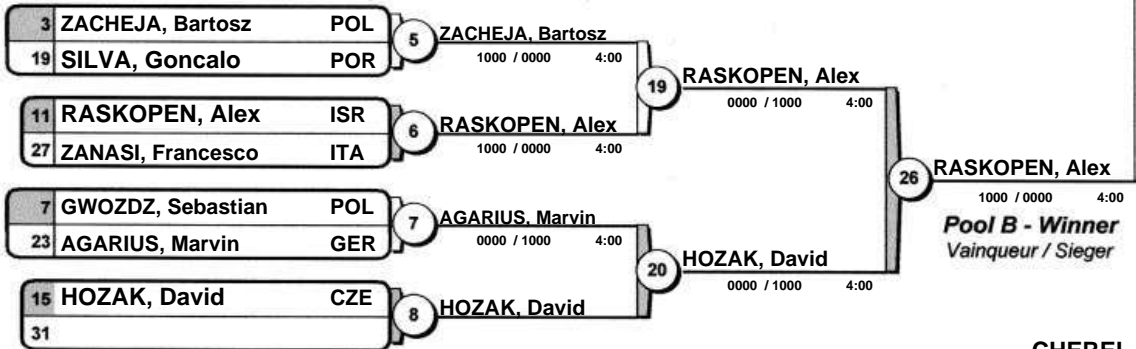 3 ZACHEJA, Bartosz POL
19 SILVA, Goncalo POR
5
ZACHEJA, Bartosz
1000 / 0000 4:00
11 RASKOPEN, Alex ISR
27 ZANASI, Francesco ITA
6
RASKOPEN, Alex
1000 / 0000 4:00
19
RASKOPEN, Alex
0000 / 1000 4:00
7 GWOZDZ, Sebastian POL
23 AGARIUS, Marvin GER
7
AGARIUS, Marvin
0000 / 1000 4:00
15 HOZAK, David CZE
31
8
HOZAK, David
20
HOZAK, David
0000 / 1000 4:00
26
RASKOPEN, Alex
1000 / 0000 4:00
Pool B - Winner
Vainqueur / Sieger